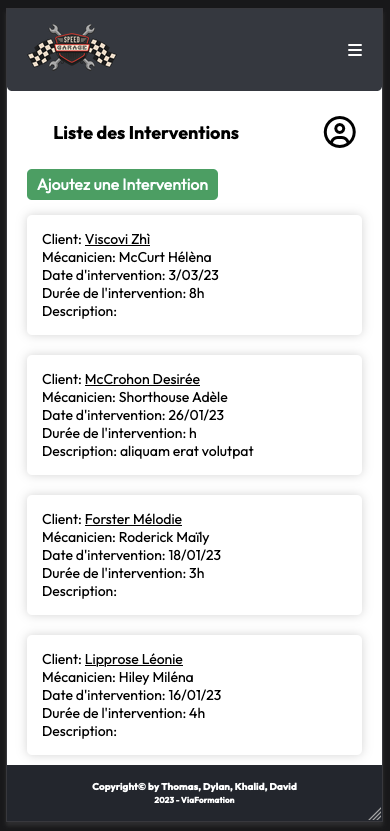 SPEED
GARAGE
Liste des Interventions
Ajoutez une Intervention
Client: Viscovi Zhì
Mécanicien: McCurt Hélèna
Date d'intervention: 3/03/23
Durée de l'intervention: 8h
Description:
Client: McCrohon Desirée
Mécanicien: Shorthouse Adèle
Date d'intervention: 26/01/23
Durée de l'intervention: h
Description: aliquam erat volutpat
Client: Forster Mélodie
Mécanicien: Roderick Maïly
Date d'intervention: 18/01/23
Durée de l'intervention: 3h
Description:
Client: Lipprose Léonie
Mécanicien: Hiley Miléna
Date d'intervention: 16/01/23
Durée de l'intervention: 4h
Description:
Copyright© by Thomas, Dylan, Khalid, David
2023 - ViaFormation